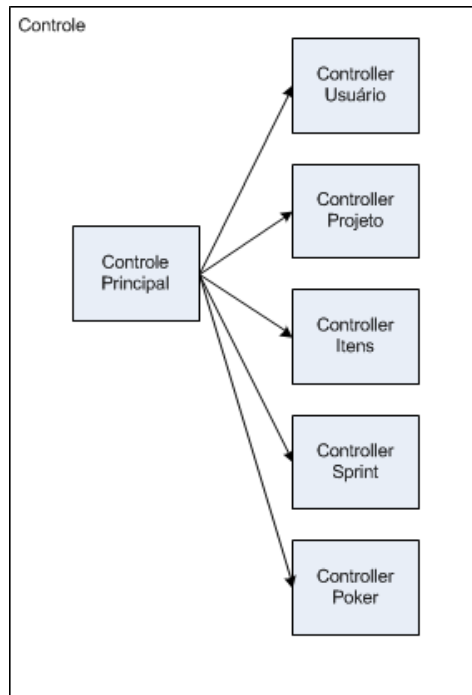 Controle
Controller
Usuário
Controller
Projeto
Controle
Principal
Controller
Itens
Controller
Sprint
Controller
Poker